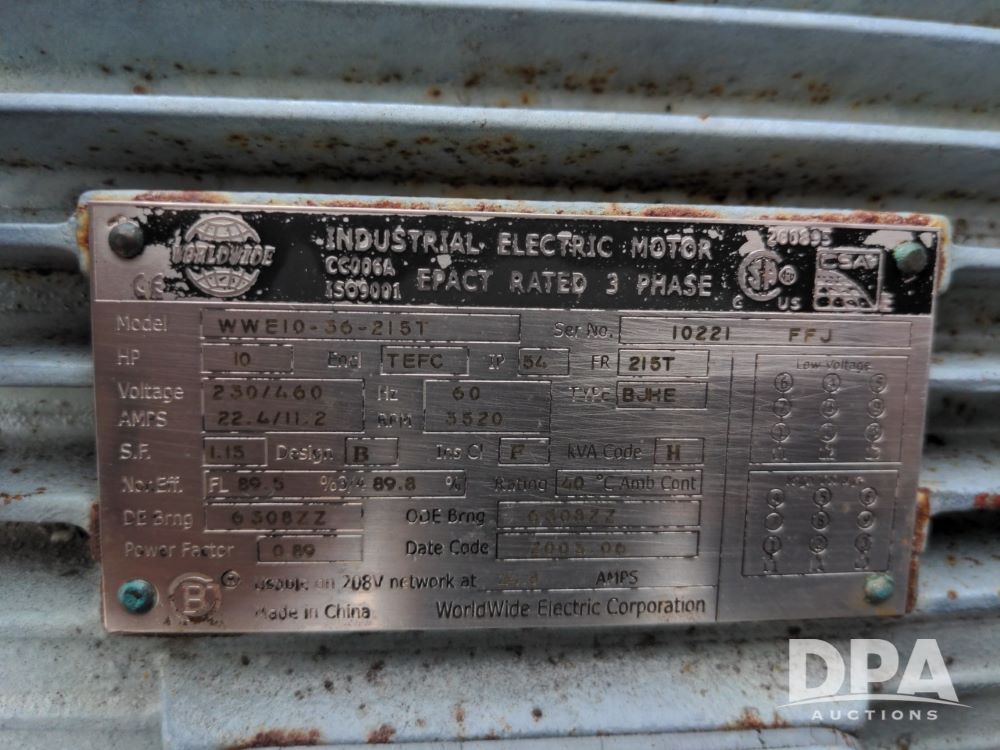 WORLDWIDE
INDUSTRIAL ELECTRIC MOTOR
200895
CC006A
ISO9001
EPACT RATED 3 PHASE
CE
C US
Model WWE10-36-215T Ser No. 10221 FFJ
HP 10 Encl TEFC IP 54 FR 215T
Voltage 230/460 Hz 60 TYPE BJHE
AMPS 22.4/11.2 RPM 3520
S.F. 1.15 Design B Ins Cl F kVA Code H
Nom Eff. FL 89.5 %3/4 89.8 % Rating 40 °C Amb Cont
DE Brng 6308ZZ ODE Brng 6308ZZ
Power Factor 0.89 Date Code 2005.06
Usable on 208V network at AMPS
Made in China WorldWide Electric Corporation
Low Voltage
DPA
AUCTIONS